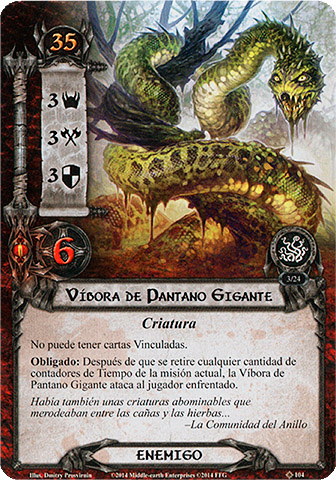 35
3
3
3
6
3/24
Víbora de Pantano Gigante
Criatura
No puede tener cartas Vinculadas.
Obligado: Después de que se retire cualquier cantidad de
contadores de Tiempo de la misión actual, la Víbora de
Pantano Gigante ataca al jugador enfrentado.
Había también unas criaturas abominables que
merodeaban entre las cañas y las hierbas...
–La Comunidad del Anillo
ENEMIGO
Illus. Dmitry Prosvirnin
©2014 Middle-earth Enterprises ©2014 FFG
104